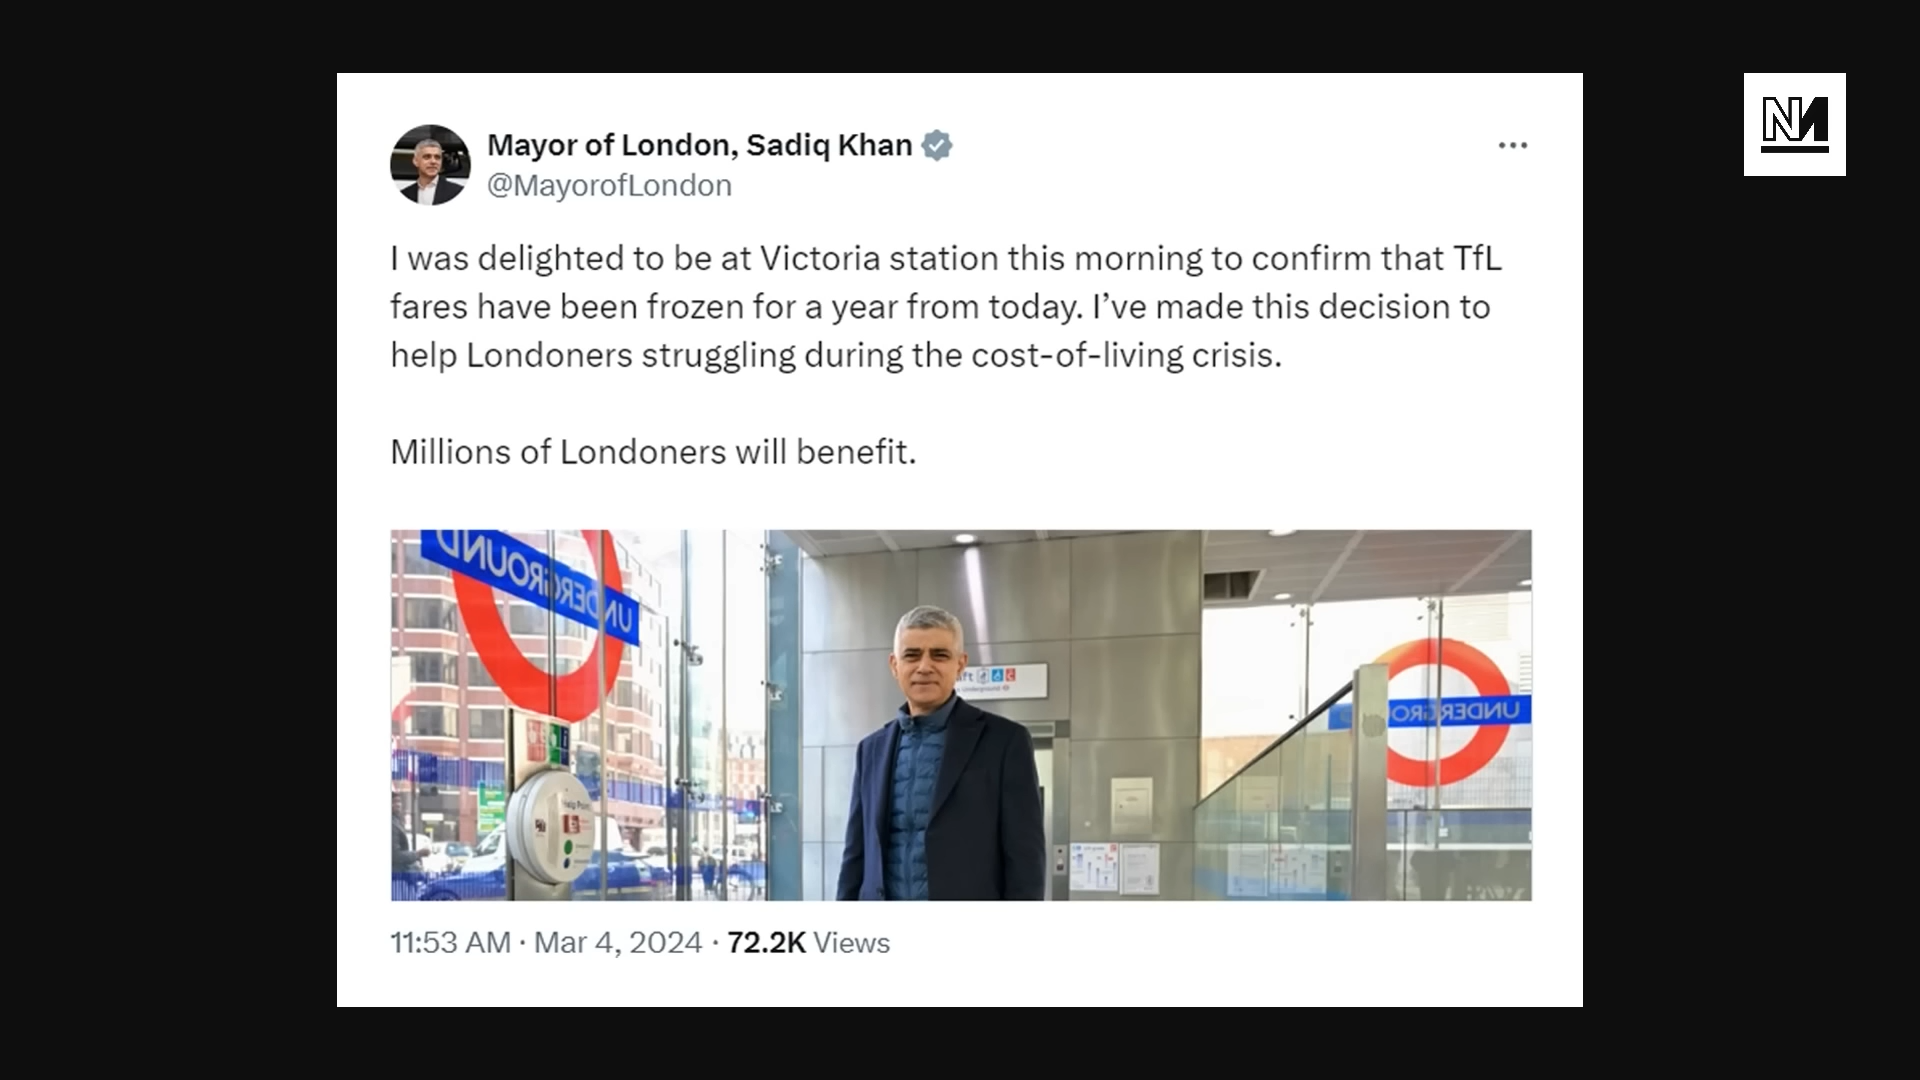 Mayor of London, Sadiq Khan
@MayorofLondon
I was delighted to be at Victoria station this morning to confirm that TfL
fares have been frozen for a year from today. I’ve made this decision to
help Londoners struggling during the cost-of-living crisis.
Millions of Londoners will benefit.
UNDERGROUND
Help Point
UNDERGROUND
11:53 AM · Mar 4, 2024 · 72.2K Views
NM